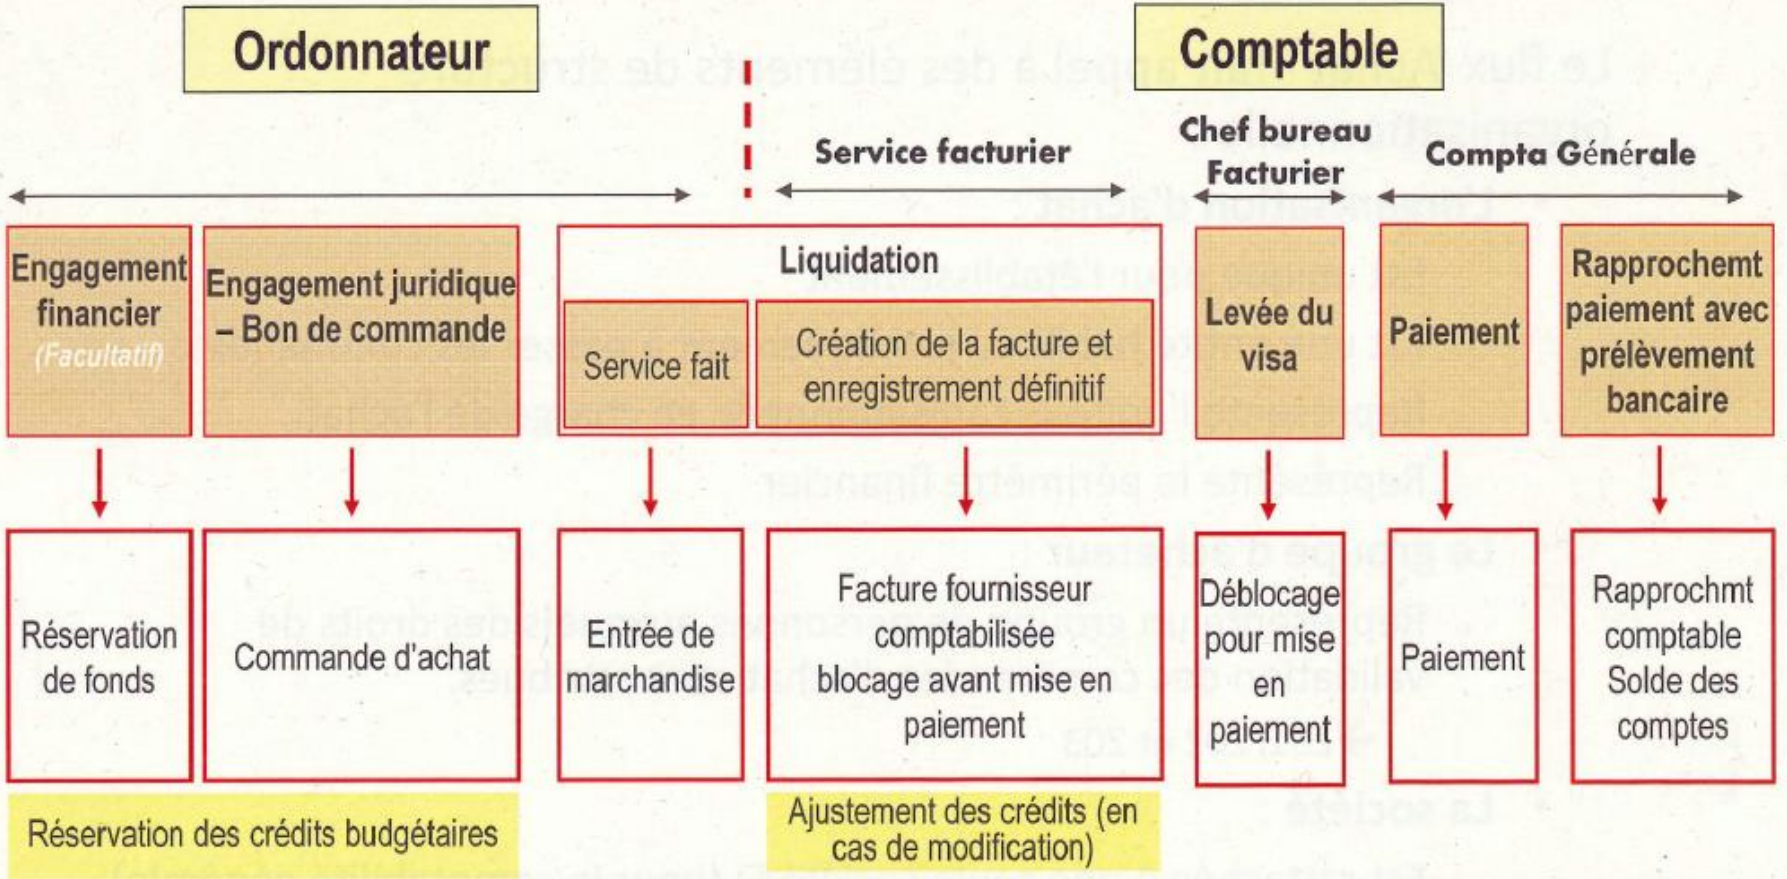 Ordonnateur
Comptable
Service facturier
Chef bureau
Facturier
Compta Générale
Engagement
financier
(Facultatif)
Engagement juridique
– Bon de commande
Liquidation
Service fait
Création de la facture et
enregistrement définitif
Levée du
visa
Paiement
Rapprochemt
paiement avec
prélèvement
bancaire
Réservation
de fonds
Commande d'achat
Entrée de
marchandise
Facture fournisseur
comptabilisée
blocage avant mise en
paiement
Déblocage
pour mise
en
paiement
Paiement
Rapprochmt
comptable
Solde des
comptes
Réservation des crédits budgétaires
Ajustement des crédits (en
cas de modification)